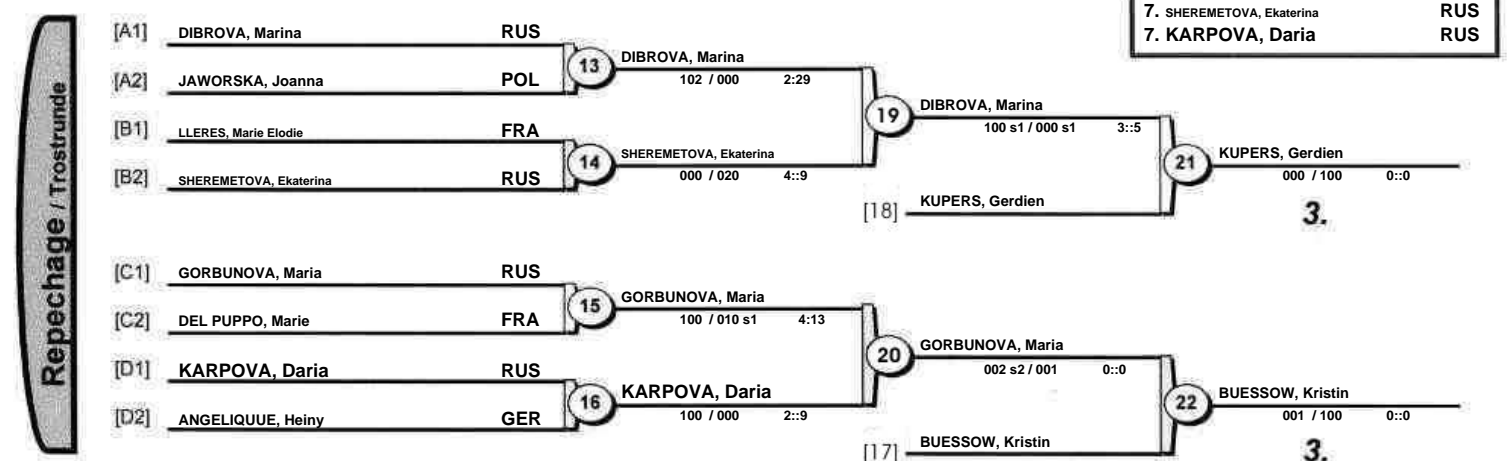 7. SHEREMETOVA, Ekaterina RUS
7. KARPOVA, Daria RUS
Repechage / Trostrunde
[A1] DIBROVA, Marina RUS
[A2] JAWORSKA, Joanna POL
13
DIBROVA, Marina
102 / 000 2:29
[B1] LLERES, Marie Elodie FRA
[B2] SHEREMETOVA, Ekaterina RUS
14
SHEREMETOVA, Ekaterina
000 / 020 4::9
19
DIBROVA, Marina
100 s1 / 000 s1 3::5
[18] KUPERS, Gerdien
21
KUPERS, Gerdien
000 / 100 0::0
3.
[C1] GORBUNOVA, Maria RUS
[C2] DEL PUPPO, Marie FRA
15
GORBUNOVA, Maria
100 / 010 s1 4:13
[D1] KARPOVA, Daria RUS
[D2] ANGELIQUUE, Heiny GER
16
KARPOVA, Daria
100 / 000 2::9
20
GORBUNOVA, Maria
002 s2 / 001 0::0
[17] BUESSOW, Kristin
22
BUESSOW, Kristin
001 / 100 0::0
3.